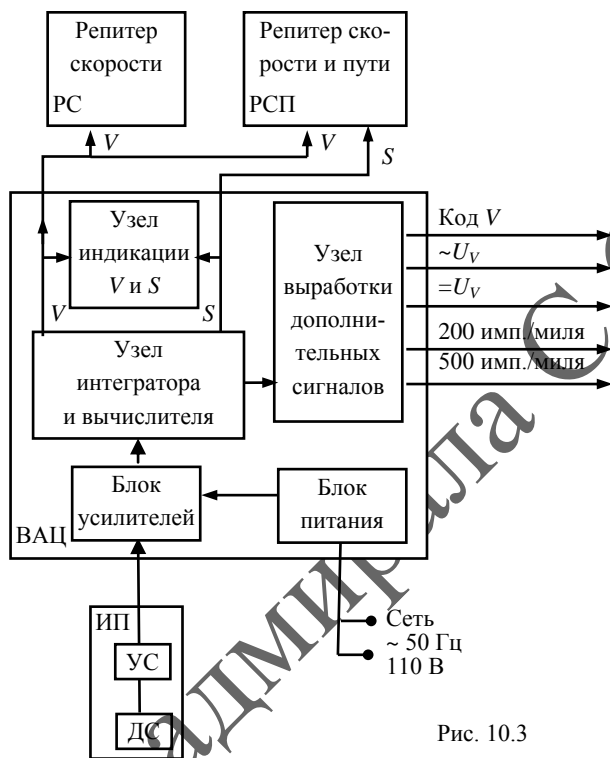 Репитер
скорости
РС
Репитер ско-
рости и пути
РСП
V
V
S
Узел
индикации
V и S
V
S
Узел
интегратора
и вычислителя
Узел
выработки
дополни-
тельных
сигналов
Код V
~U_V
=U_V
200 имп./миля
500 имп./миля
Блок
усилителей
Блок
питания
ВАЦ
ИП
УС
ДС
Сеть
~ 50 Гц
110 В
Рис. 10.3
адмирала С